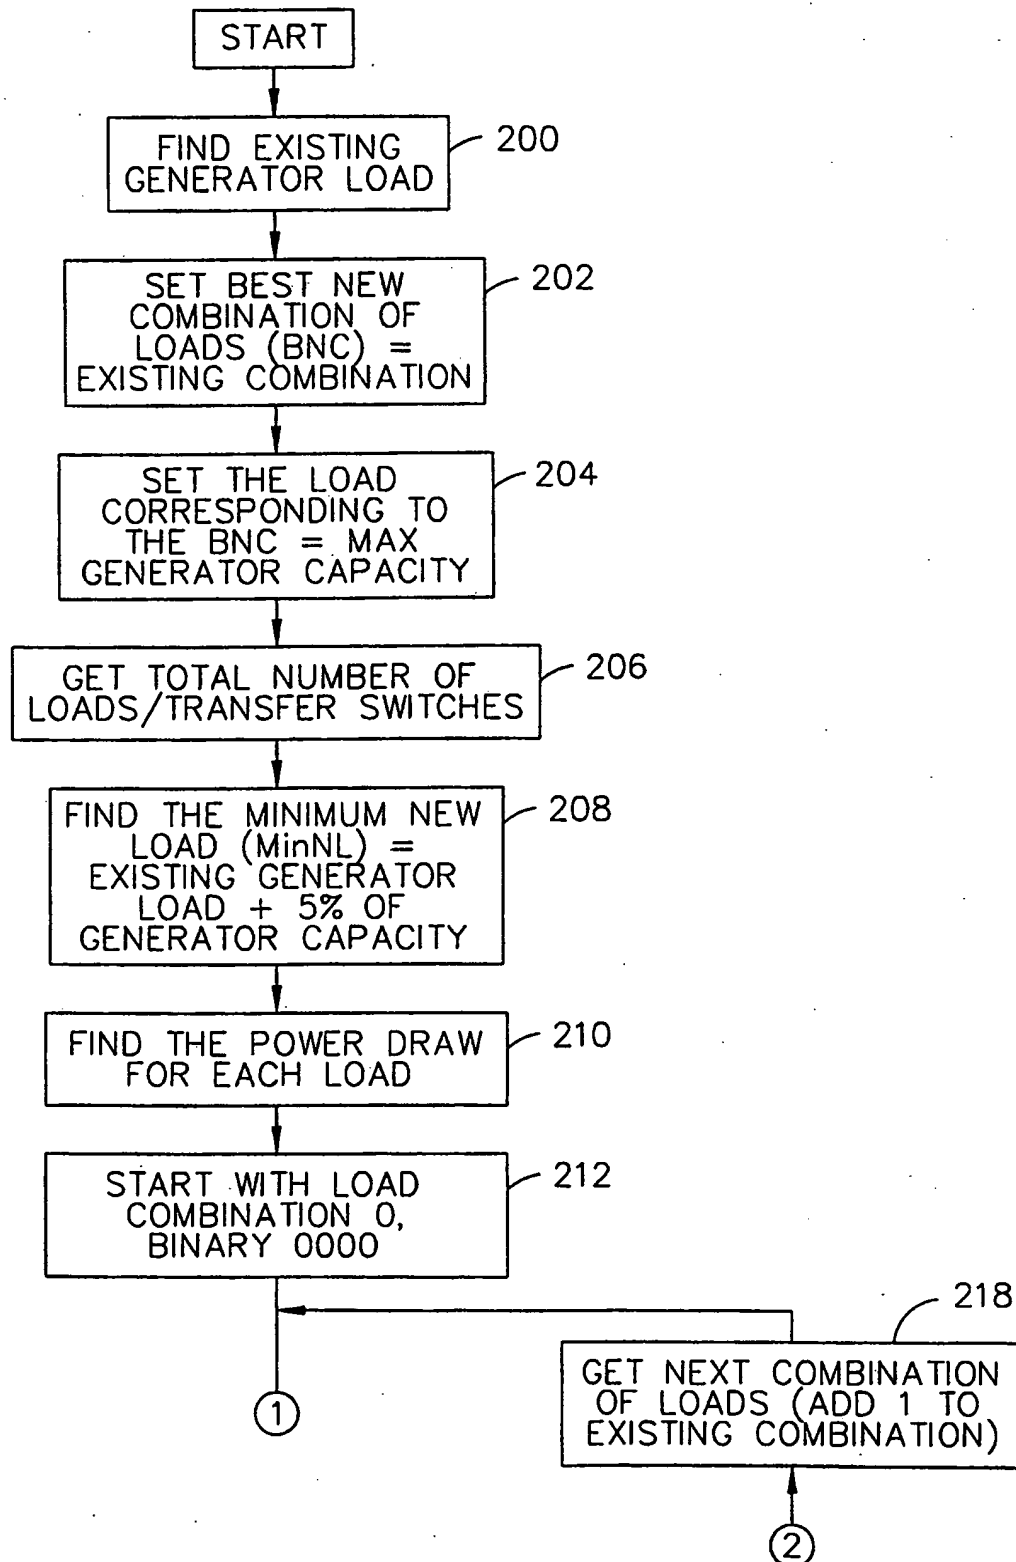 START
FIND EXISTING
GENERATOR LOAD
200
SET BEST NEW
COMBINATION OF
LOADS (BNC) =
EXISTING COMBINATION
202
SET THE LOAD
CORRESPONDING TO
THE BNC = MAX
GENERATOR CAPACITY
204
GET TOTAL NUMBER OF
LOADS/TRANSFER SWITCHES
206
FIND THE MINIMUM NEW
LOAD (MinNL) =
EXISTING GENERATOR
LOAD + 5% OF
GENERATOR CAPACITY
208
FIND THE POWER DRAW
FOR EACH LOAD
210
START WITH LOAD
COMBINATION 0,
BINARY 0000
212
218
GET NEXT COMBINATION
OF LOADS (ADD 1 TO
EXISTING COMBINATION)
1
2